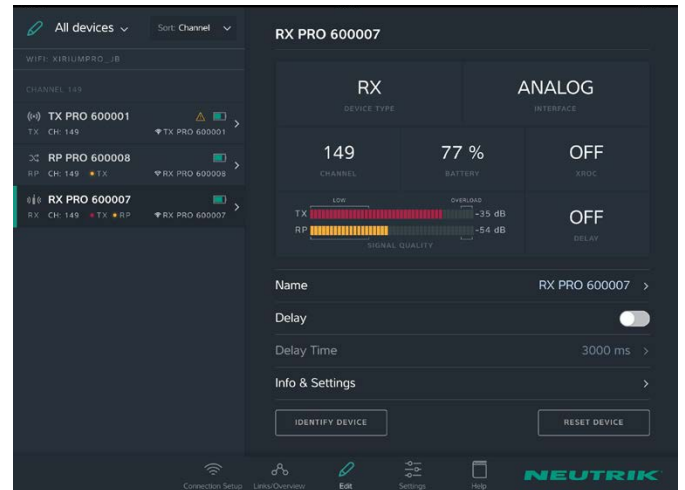 All devices
Sort: Channel
WIFI: XIRIUMPRO_JB
CHANNEL 149
TX PRO 600001
TX CH: 149 TX PRO 600001
RP PRO 600008
RP CH: 149 TX RX PRO 600008
RX PRO 600007
RX CH: 149 TX RP RX PRO 600007
RX PRO 600007
RX
DEVICE TYPE
ANALOG
INTERFACE
149
CHANNEL
77 %
BATTERY
OFF
XROC
LOW OVERLOAD
TX -35 dB
RP -54 dB
SIGNAL QUALITY
OFF
DELAY
Name RX PRO 600007
Delay
Delay Time 3000 ms
Info & Settings
IDENTIFY DEVICE
RESET DEVICE
Connection Setup
Links/Overview
Edit
Settings
Help
NEUTRIK